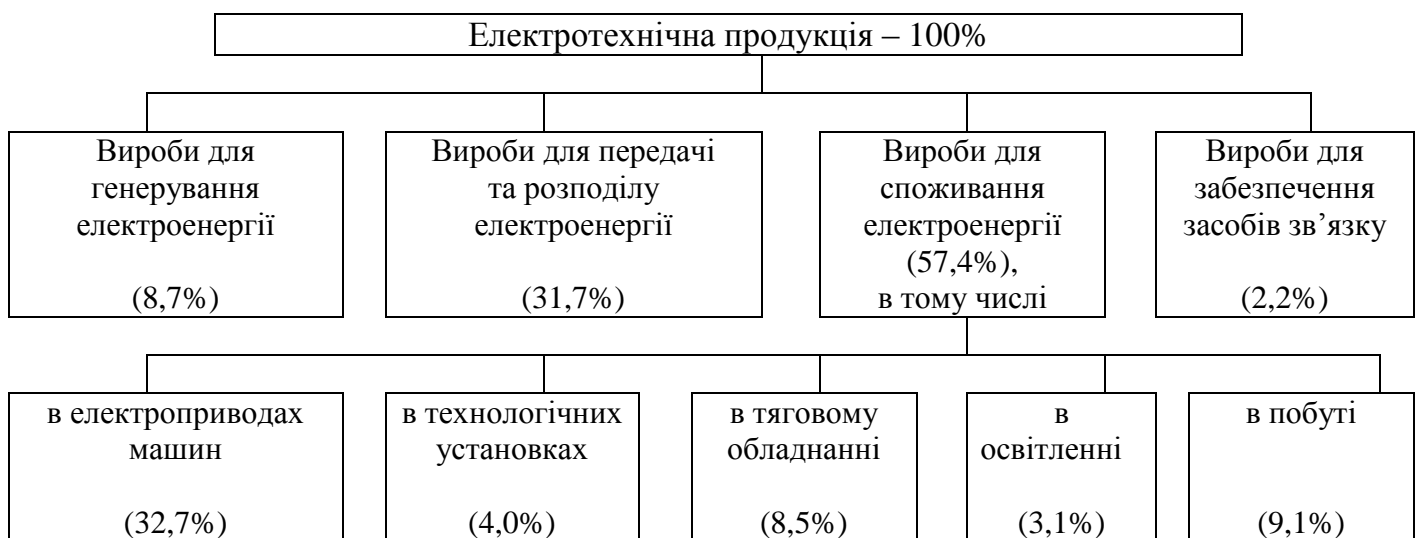 Електротехнічна продукція – 100%
Вироби для
генерування
електроенергії
(8,7%)
Вироби для передачі
та розподілу
електроенергії
(31,7%)
Вироби для
споживання
електроенергії
(57,4%),
в тому числі
Вироби для
забезпечення
засобів зв’язку
(2,2%)
в електроприводах
машин
(32,7%)
в технологічних
установках
(4,0%)
в тяговому
обладнанні
(8,5%)
в
освітленні
(3,1%)
в побуті
(9,1%)